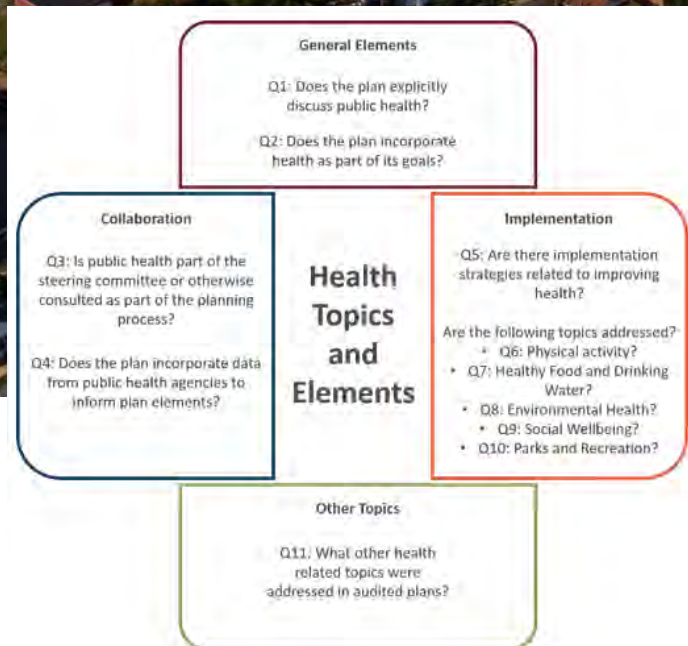 General Elements
Q1: Does the plan explicitly
discuss public health?
Q2: Does the plan incorporate
health as part of its goals?
Collaboration
Q3: Is public health part of the
steering committee or otherwise
consulted as part of the planning
process?
Q4: Does the plan incorporate data
from public health agencies to
inform plan elements?
Health
Topics
and
Elements
Implementation
Q5: Are there implementation
strategies related to improving
health?
Are the following topics addressed?
• Q6: Physical activity?
• Q7: Healthy Food and Drinking
Water?
• Q8: Environmental Health?
• Q9: Social Wellbeing?
• Q10: Parks and Recreation?
Other Topics
Q11: What other health
related topics were
addressed in audited plans?